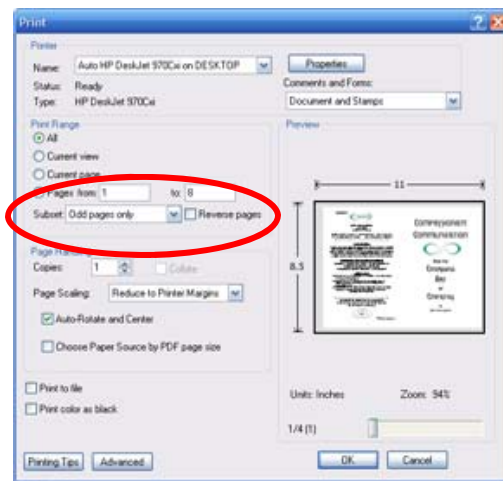 Print
Printer
Name: Auto HP DeskJet 970Cxi on DESKTOP
Properties
Status: Ready
Comments and Forms:
Type: HP DeskJet 970Cxi
Document and Stamps
Print Range
Preview
All
Current view
Current page
Pages from: 1 to: 8
Subset: Odd pages only
Reverse pages
11
8.5
Page Handling
Copies: 1
Collate
Page Scaling: Reduce to Printer Margins
Auto-Rotate and Center
Choose Paper Source by PDF page size
Print to file
Print color as black
Units: Inches Zoom: 94%
1/4 (1)
Printing Tips
Advanced
OK
Cancel